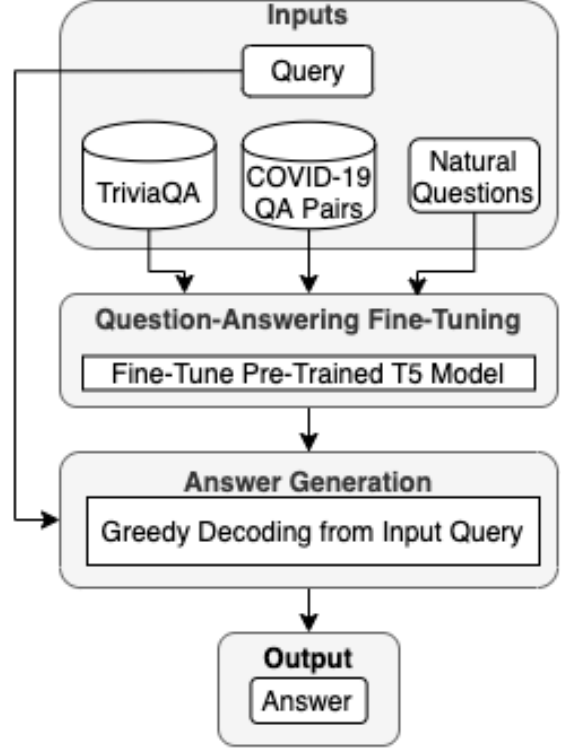 Inputs
Query
TriviaQA
COVID-19
QA Pairs
Natural
Questions
Question-Answering Fine-Tuning
Fine-Tune Pre-Trained T5 Model
Answer Generation
Greedy Decoding from Input Query
Output
Answer